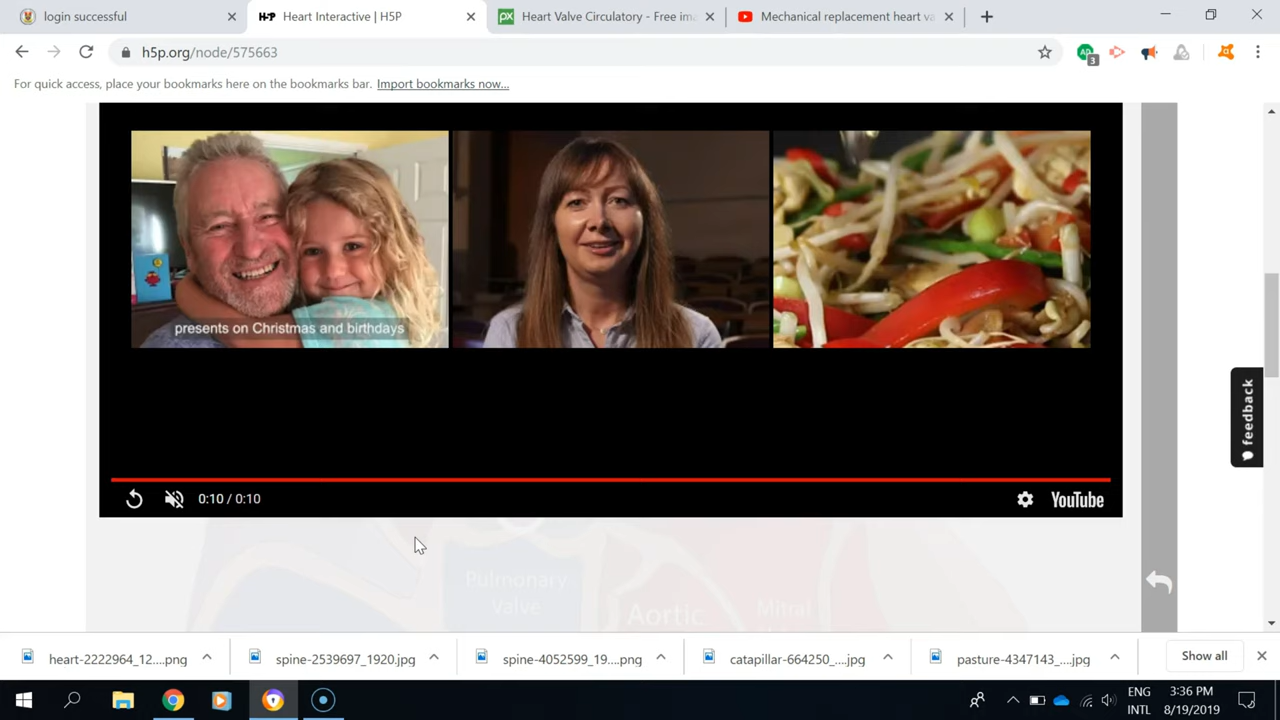 login successful
H-P Heart Interactive | H5P
px Heart Valve Circulatory - Free ima
Mechanical replacement heart va
h5p.org/node/575663
AD 3
For quick access, place your bookmarks here on the bookmarks bar. Import bookmarks now...
presents on Christmas and birthdays
feedback
0:10 / 0:10
YouTube
Pulmonary
Valve
Aortic
Mitral
heart-2222964_12....png
spine-2539697_1920.jpg
spine-4052599_19....png
catapillar-664250_....jpg
pasture-4347143_....jpg
Show all
ENG
INTL
3:36 PM
8/19/2019